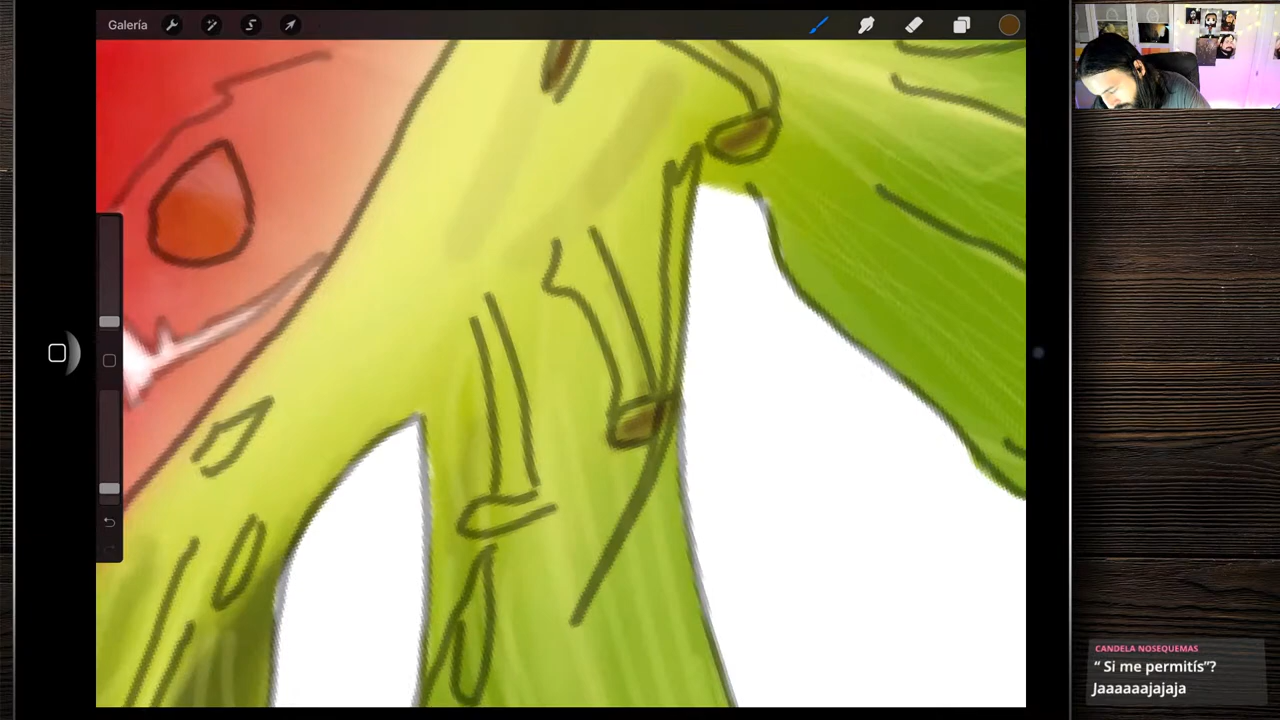 Galería
CANDELA NOSEQUEMAS
“ Si me permitís”?
Jaaaaaajajaja